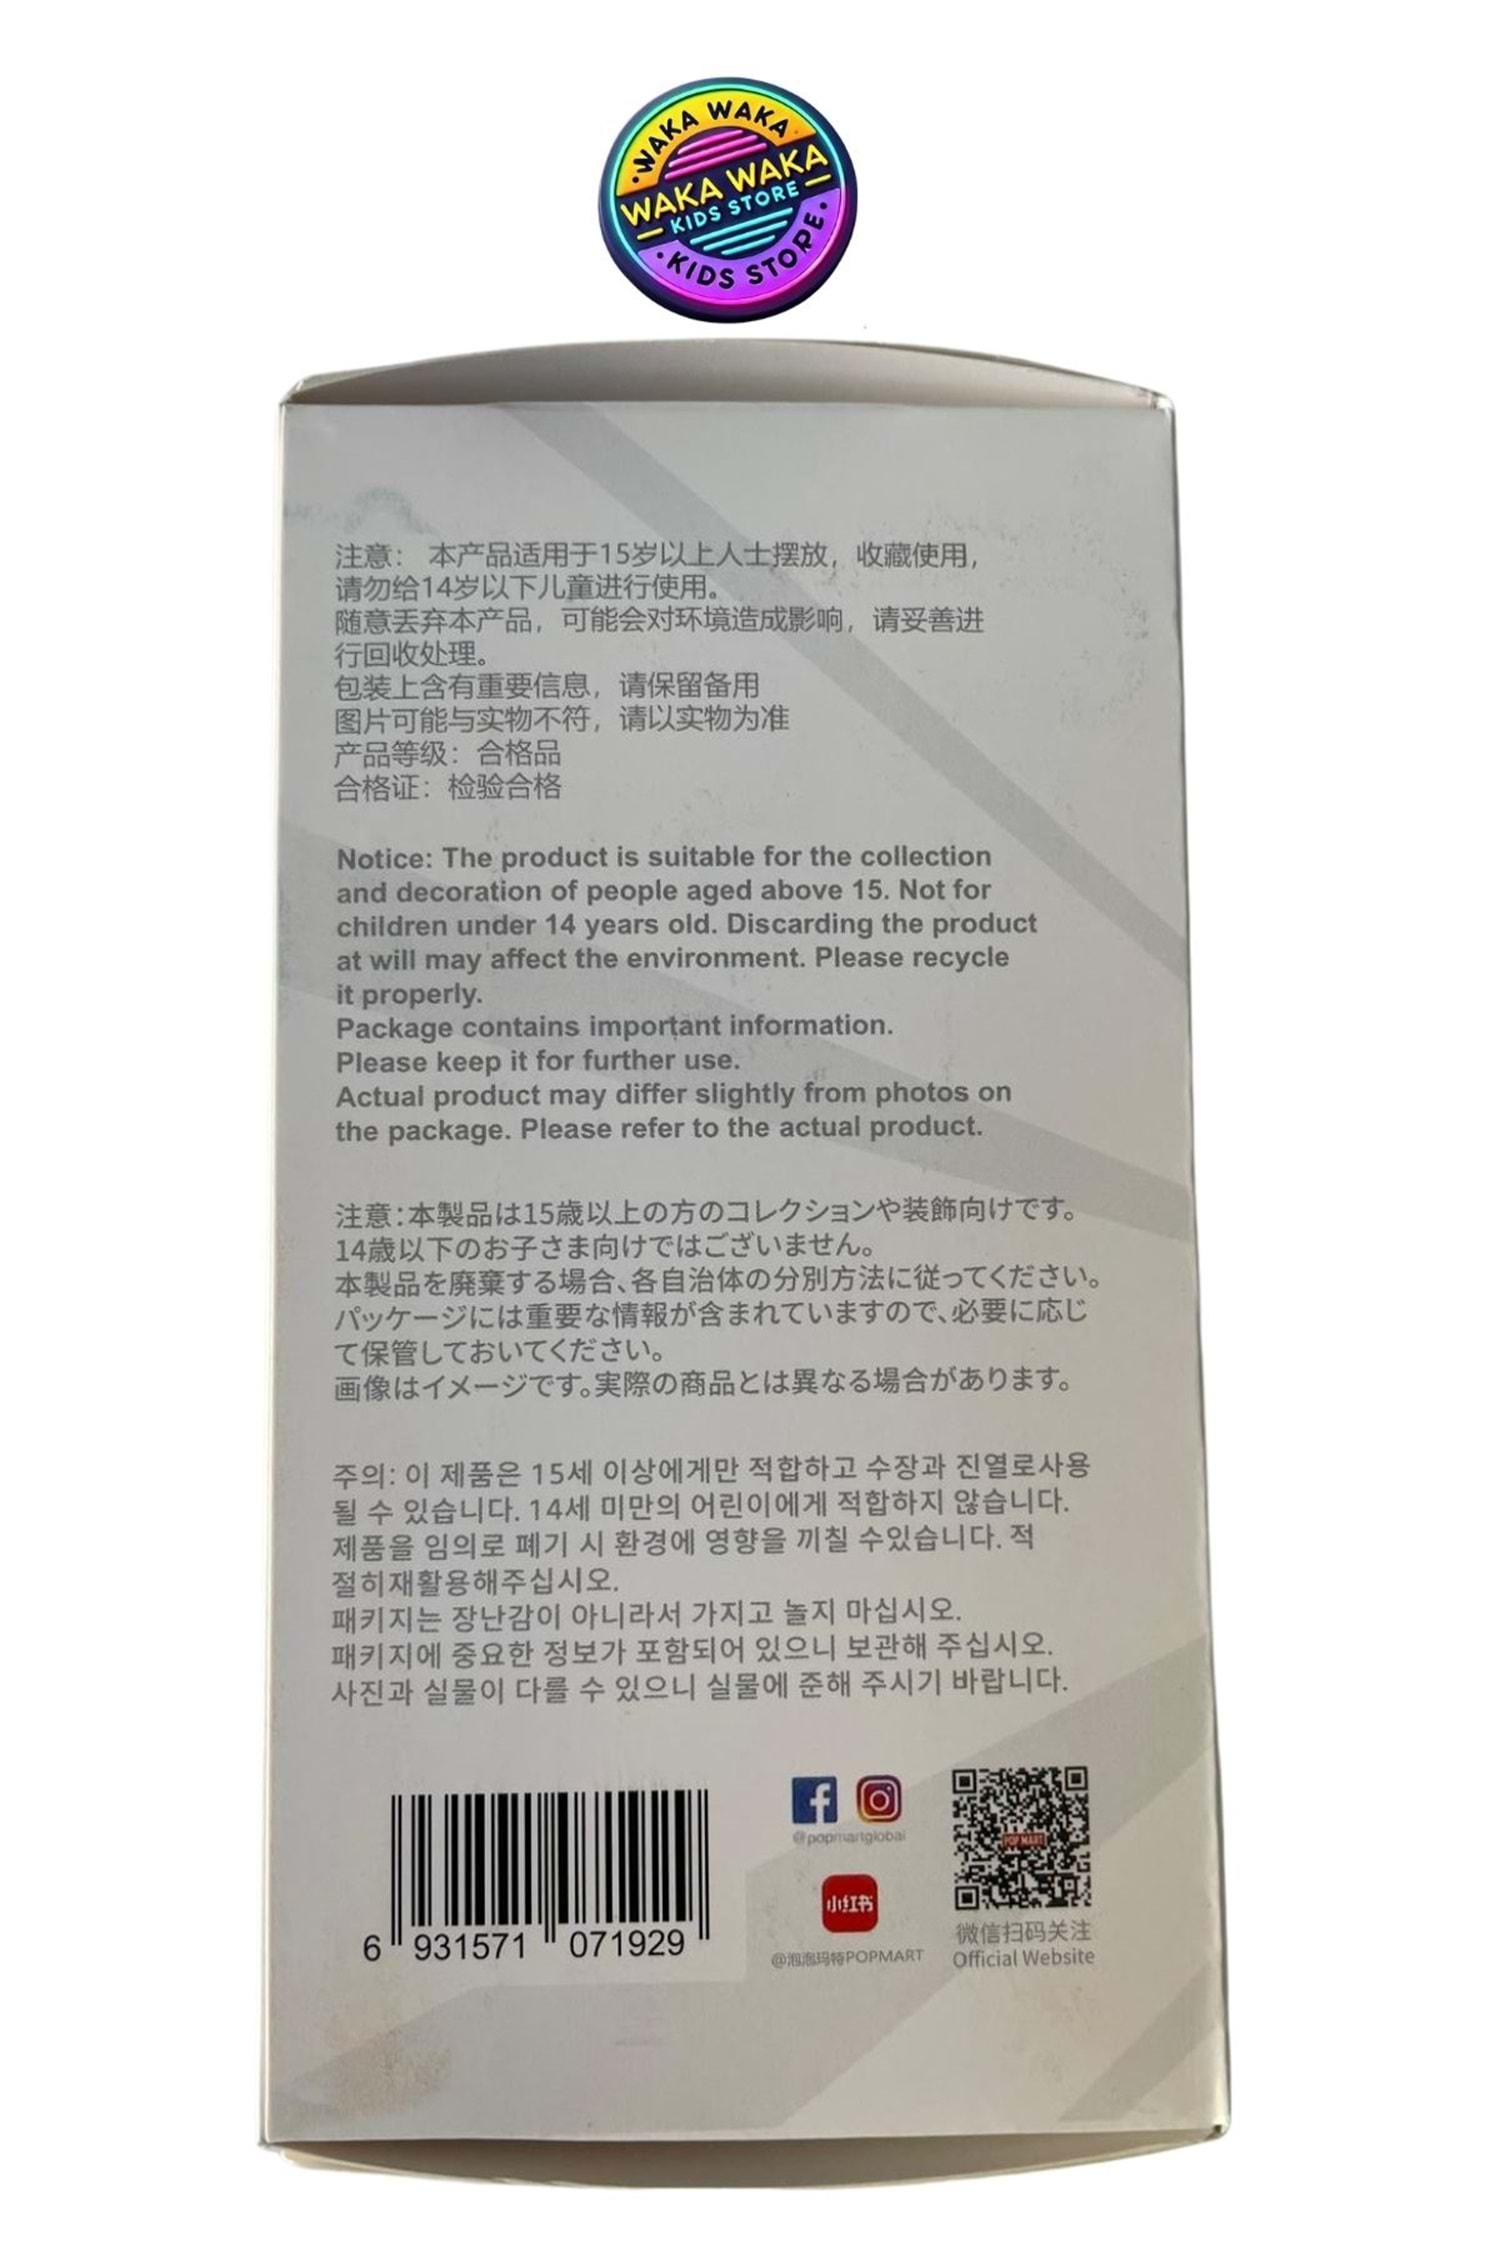 WAKA WAKA
WAKA WAKA
KIDS STORE
KIDS STORE
注意： 本产品适用于15岁以上人士摆放，收藏使用，
请勿给14岁以下儿童进行使用。
随意丢弃本产品，可能会对环境造成影响，请妥善进
行回收处理。
包装上含有重要信息，请保留备用
图片可能与实物不符，请以实物为准
产品等级：合格品
合格证：检验合格
Notice: The product is suitable for the collection
and decoration of people aged above 15. Not for
children under 14 years old. Discarding the product
at will may affect the environment. Please recycle
it properly.
Package contains important information.
Please keep it for further use.
Actual product may differ slightly from photos on
the package. Please refer to the actual product.
注意：本製品は15歳以上の方のコレクションや装飾向けです。
14歳以下のお子さま向けではございません。
本製品を廃棄する場合、各自治体の分別方法に従ってください。
パッケージには重要な情報が含まれていますので、必要に応じ
て保管しておいてください。
画像はイメージです。実際の商品とは異なる場合があります。
주의: 이 제품은 15세 이상에게만 적합하고 수장과 진열로사용
될 수 있습니다. 14세 미만의 어린이에게 적합하지 않습니다.
제품을 임의로 폐기 시 환경에 영향을 끼칠 수있습니다. 적
절히재활용해주십시오.
패키지는 장난감이 아니라서 가지고 놀지 마십시오.
패키지에 중요한 정보가 포함되어 있으니 보관해 주십시오.
사진과 실물이 다를 수 있으니 실물에 준해 주시기 바랍니다.
6 931571 071929
@popmartglobal
小红书
@泡泡玛特POPMART
POP MART
微信扫码关注
Official Website